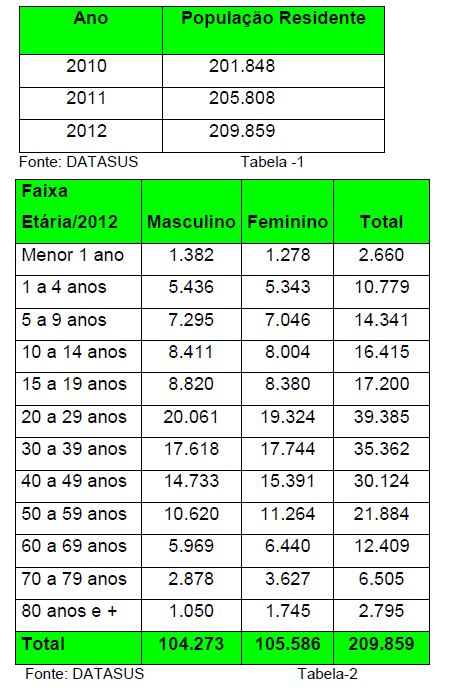 Ano População Residente
2010 201.848
2011 205.808
2012 209.859
Fonte: DATASUS Tabela -1
Faixa
Etária/2012 Masculino Feminino Total
Menor 1 ano 1.382 1.278 2.660
1 a 4 anos 5.436 5.343 10.779
5 a 9 anos 7.295 7.046 14.341
10 a 14 anos 8.411 8.004 16.415
15 a 19 anos 8.820 8.380 17.200
20 a 29 anos 20.061 19.324 39.385
30 a 39 anos 17.618 17.744 35.362
40 a 49 anos 14.733 15.391 30.124
50 a 59 anos 10.620 11.264 21.884
60 a 69 anos 5.969 6.440 12.409
70 a 79 anos 2.878 3.627 6.505
80 anos e + 1.050 1.745 2.795
Total 104.273 105.586 209.859
Fonte: DATASUS Tabela-2